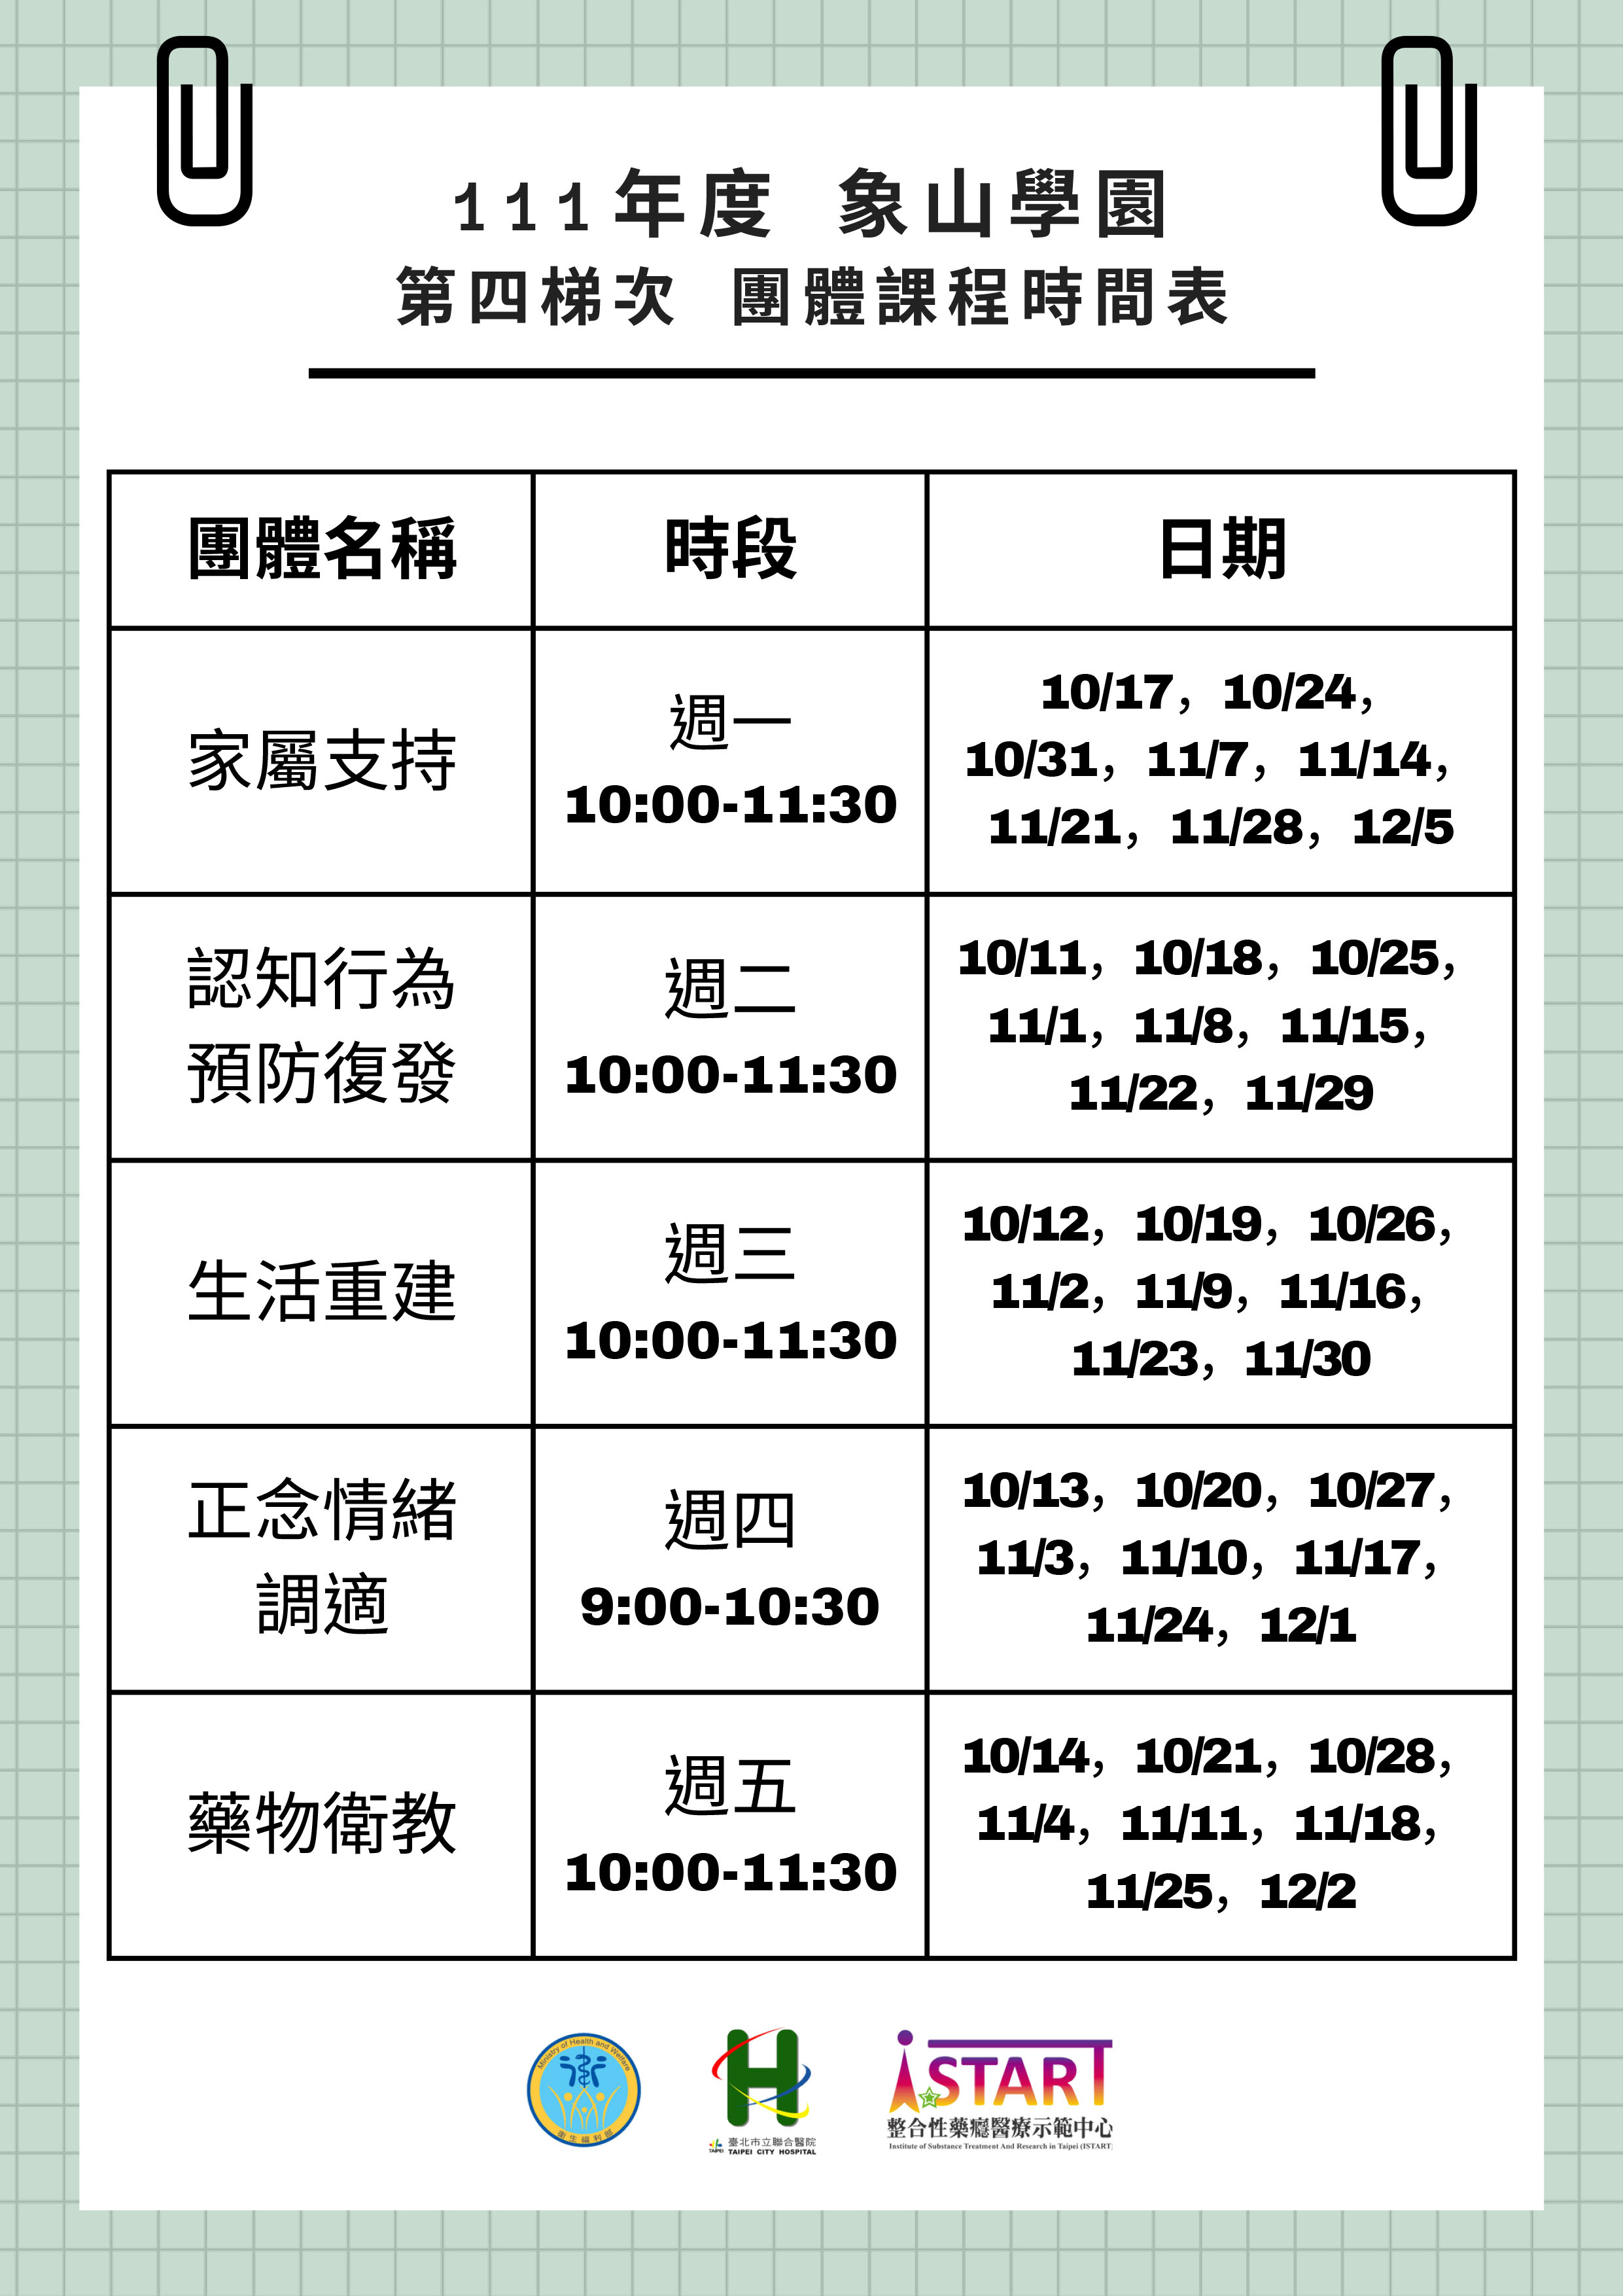 111年度 象山學園
第四梯次 團體課程時間表
團體名稱
時段
日期
家屬支持
週一
10:00-11:30
10/17，10/24，
10/31，11/7，11/14，
11/21，11/28，12/5
認知行為
預防復發
週二
10:00-11:30
10/11，10/18，10/25，
11/1，11/8，11/15，
11/22，11/29
生活重建
週三
10:00-11:30
10/12，10/19，10/26，
11/2，11/9，11/16，
11/23，11/30
正念情緒
調適
週四
9:00-10:30
10/13，10/20，10/27，
11/3，11/10，11/17，
11/24，12/1
藥物衛教
週五
10:00-11:30
10/14，10/21，10/28，
11/4，11/11，11/18，
11/25，12/2
Ministry of Health and Welfare
衛生福利部
H
TAIPEI
臺北市立聯合醫院
TAIPEI CITY HOSPITAL
iSTART
整合性藥癮醫療示範中心
Institute of Substance Treatment And Research in Taipei (ISTART)